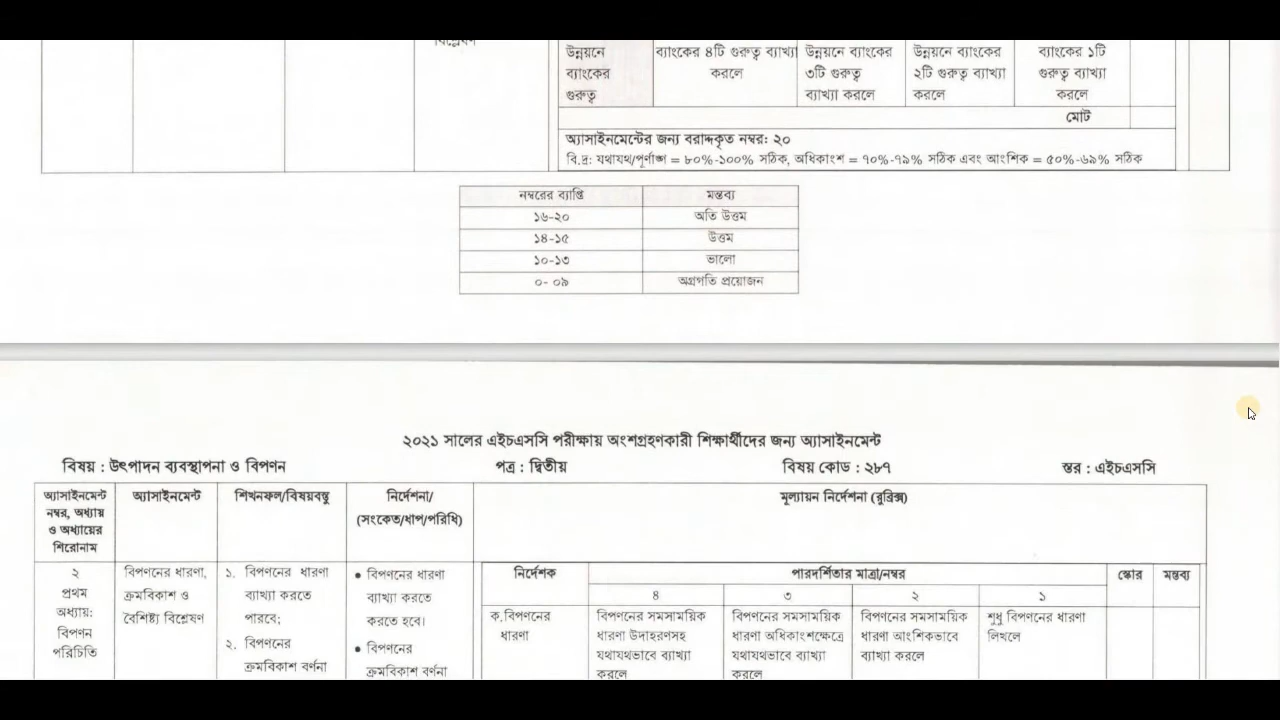 বিশ্লেষণ
উন্নয়নে
ব্যাংকের
গুরুত্ব
ব্যাংকের ৪টি গুরুত্ব ব্যাখ্যা
করলে
উন্নয়নে ব্যাংকের
৩টি গুরুত্ব
ব্যাখ্যা করলে
উন্নয়নে ব্যাংকের
২টি গুরুত্ব ব্যাখ্যা
করলে
ব্যাংকের ১টি
গুরুত্ব ব্যাখ্যা
করলে
মোট
অ্যাসাইনমেন্টের জন্য বরাদ্দকৃত নম্বর: ২০
বি.দ্র: যথাযথ/পূর্ণাঙ্গ = ৮০%-১০০% সঠিক, অধিকাংশ = ৭০%-৭৯% সঠিক এবং আংশিক = ৫০%-৬৯% সঠিক
নম্বরের ব্যাপ্তি মন্তব্য
১৬-২০ অতি উত্তম
১৪-১৫ উত্তম
১০-১৩ ভালো
০- ০৯ অগ্রগতি প্রয়োজন
২০২১ সালের এইচএসসি পরীক্ষায় অংশগ্রহণকারী শিক্ষার্থীদের জন্য অ্যাসাইনমেন্ট
বিষয় : উৎপাদন ব্যবস্থাপনা ও বিপণন পত্র : দ্বিতীয় বিষয় কোড : ২৮৭ স্তর : এইচএসসি
অ্যাসাইনমেন্ট
নম্বর, অধ্যায়
ও অধ্যায়ের
শিরোনাম
অ্যাসাইনমেন্ট
শিখনফল/বিষয়বস্তু
নির্দেশনা/
(সংকেত/ধাপ/পরিধি)
মূল্যায়ন নির্দেশনা (রুব্রিক্স)
২
প্রথম
অধ্যায়:
বিপণন
পরিচিতি
বিপণনের ধারণা,
ক্রমবিকাশ ও
বৈশিষ্ট্য বিশ্লেষণ
১. বিপণনের ধারণা
ব্যাখ্যা করতে
পারবে;
২. বিপণনের
ক্রমবিকাশ বর্ণনা
• বিপণনের ধারণা
ব্যাখ্যা করতে
করতে হবে।
• বিপণনের
ক্রমবিকাশ বর্ণনা
নির্দেশক পারদর্শিতার মাত্রা/নম্বর স্কোর মন্তব্য
৪ ৩ ২ ১
ক.বিপণনের
ধারণা
বিপণনের সমসাময়িক
ধারণা উদাহরণসহ
যথাযথভাবে ব্যাখ্যা
করলে
বিপণনের সমসাময়িক
ধারণা অধিকাংশক্ষেত্রে
যথাযথভাবে ব্যাখ্যা
করলে
বিপণনের সমসাময়িক
ধারণা আংশিকভাবে
ব্যাখ্যা করলে
শুধু বিপণনের ধারণা
লিখলে